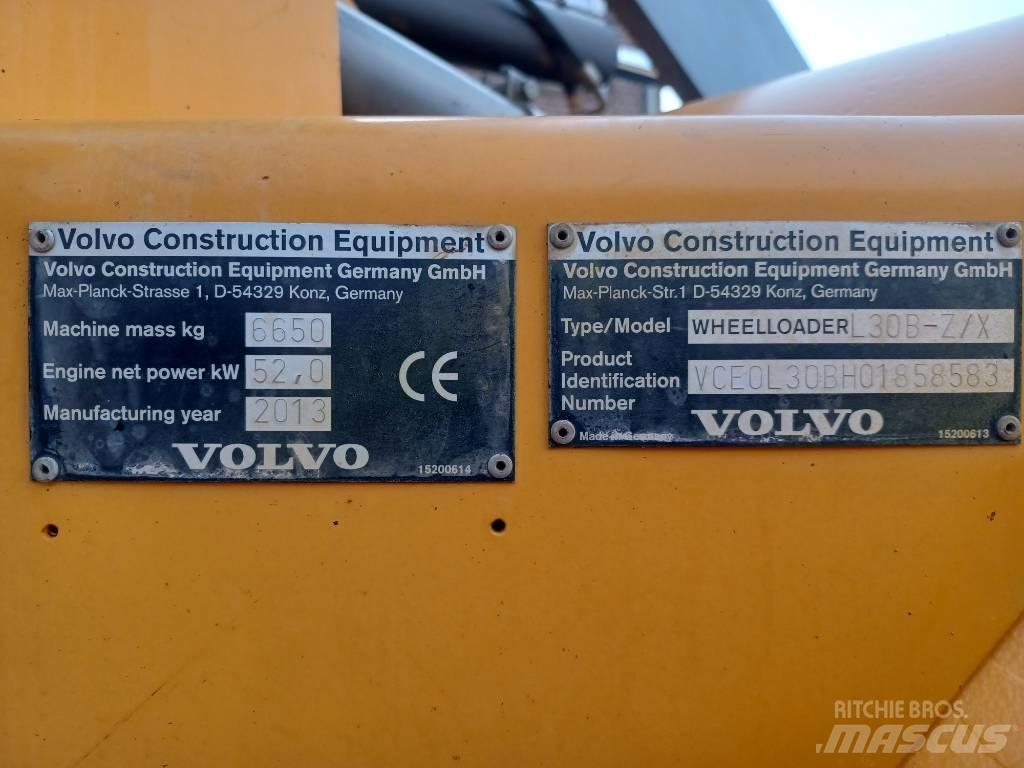 Volvo Construction Equipment
Volvo Construction Equipment Germany GmbH
Max-Planck-Strasse 1, D-54329 Konz, Germany
Machine mass kg 6650
Engine net power kW 52,0
Manufacturing year 2013
CE
VOLVO
15200614
Volvo Construction Equipment
Volvo Construction Equipment Germany GmbH
Max-Planck-Str.1 D-54329 Konz, Germany
Type/Model WHEELLOADER L30B-Z/X
Product
Identification VCE0L30BH01858583
Number
Made in Germany
VOLVO
15200613
RITCHIE BROS.
MASCUS